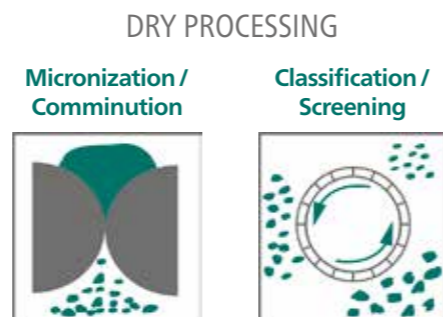 DRY PROCESSING
Micronization /
Comminution
Classification /
Screening